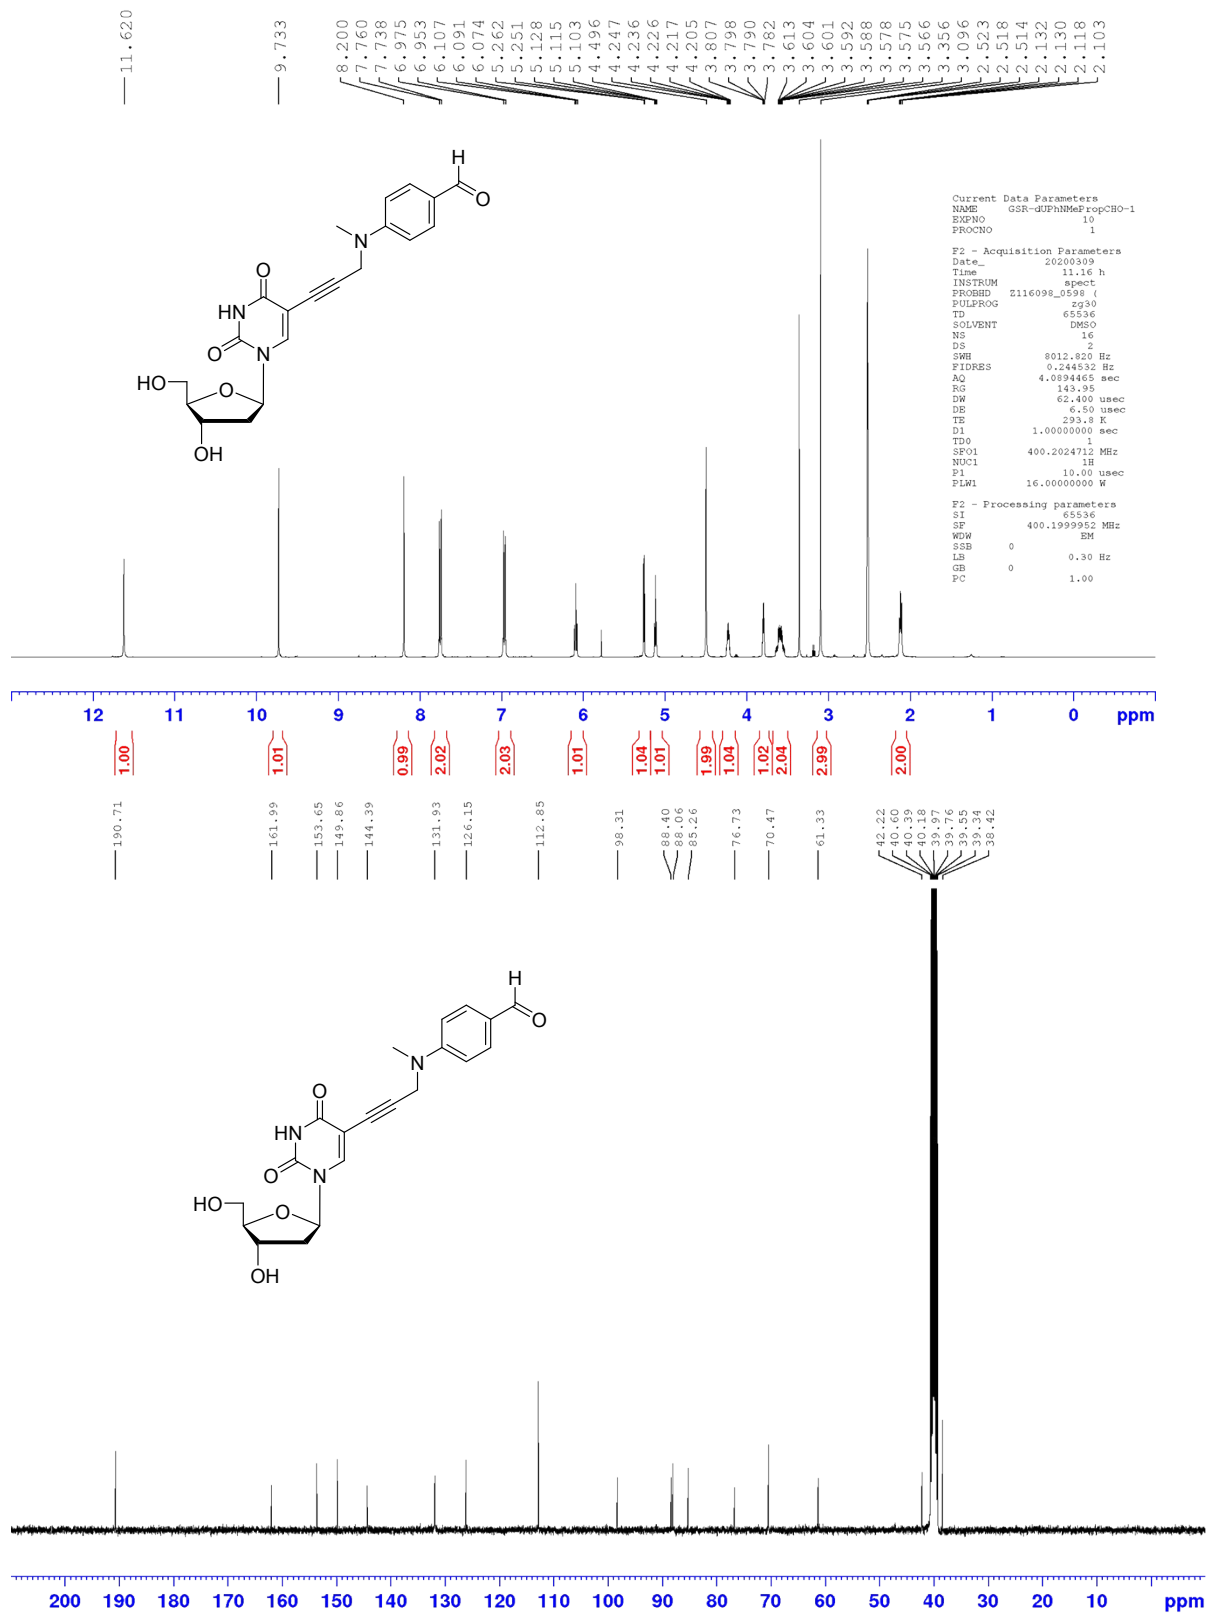 11.620
9.733
8.200
7.760
7.738
6.975
6.953
6.107
6.091
6.074
5.262
5.251
5.128
5.115
5.103
4.496
4.247
4.236
4.226
4.217
4.205
3.807
3.798
3.790
3.782
3.613
3.604
3.601
3.592
3.588
3.578
3.575
3.566
3.356
3.096
2.523
2.518
2.514
2.132
2.130
2.118
2.103
H
O
N
O
HN
O
N
HO
O
OH
Current Data Parameters
NAME GSR-dUPhNMePropCHO-1
EXPNO 10
PROCNO 1
F2 - Acquisition Parameters
Date_ 20200309
Time 11.16 h
INSTRUM spect
PROBHD Z116098_0598 (
PULPROG zg30
TD 65536
SOLVENT DMSO
NS 16
DS 2
SWH 8012.820 Hz
FIDRES 0.244532 Hz
AQ 4.0894465 sec
RG 143.95
DW 62.400 usec
DE 6.50 usec
TE 293.8 K
D1 1.00000000 sec
TD0 1
SFO1 400.2024712 MHz
NUC1 1H
P1 10.00 usec
PLW1 16.00000000 W
F2 - Processing parameters
SI 65536
SF 400.1999952 MHz
WDW EM
SSB 0
LB 0.30 Hz
GB 0
PC 1.00
12 11 10 9 8 7 6 5 4 3 2 1 0 ppm
1.00
1.01
0.99
2.02
2.03
1.01
1.04
1.01
1.99
1.04
1.02
2.04
2.99
2.00
190.71
161.99
153.65
149.86
144.39
131.93
126.15
112.85
98.31
88.40
88.06
85.26
76.73
70.47
61.33
42.22
40.60
40.39
40.18
39.97
39.76
39.55
39.34
38.42
H
O
N
O
HN
O
N
HO
O
OH
200 190 180 170 160 150 140 130 120 110 100 90 80 70 60 50 40 30 20 10 ppm